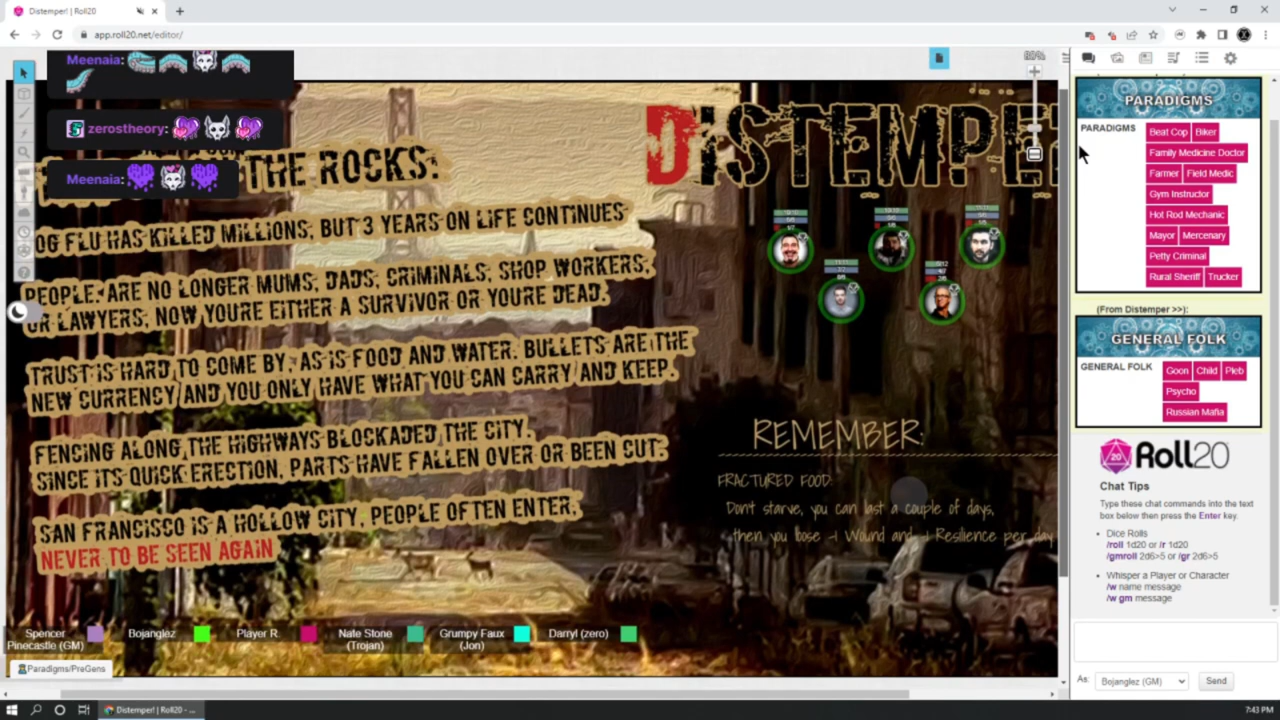 Distemper! | Roll20
app.roll20.net/editor/
Meenaia:
zerostheory:
Meenaia:
THE ROCKS:
OG FLU HAS KILLED MILLIONS, BUT 3 YEARS ON LIFE CONTINUES
PEOPLE, ARE NO LONGER MUMS, DADS, CRIMINALS, SHOP WORKERS,
OR LAWYERS, NOW YOURE EITHER A SURVIVOR OR YOURE DEAD.
TRUST IS HARD TO COME BY, AS IS FOOD AND WATER. BULLETS ARE THE
NEW CURRENCY AND YOU ONLY HAVE WHAT YOU CAN CARRY AND KEEP.
FENCING ALONG THE HIGHWAYS BLOCKADED THE CITY.
SINCE ITS QUICK ERECTION, PARTS HAVE FALLEN OVER OR BEEN CUT.
SAN FRANCISCO IS A HOLLOW CITY, PEOPLE OFTEN ENTER,
NEVER TO BE SEEN AGAIN
DISTEMPE
REMEMBER:
FRACTURED FOOD:
Dont starve, you can last a couple of days,
then you lose -1 Wound and -1 Resilience per day
Spencer Pinecastle (GM)
Bojanglez
Player R.
Nate Stone (Trojan)
Grumpy Faux (Jon)
Darryl (zero)
Paradigms/PreGens
80%
PARADIGMS
PARADIGMS
Beat Cop Biker
Family Medicine Doctor
Farmer Field Medic
Gym Instructor
Hot Rod Mechanic
Mayor Mercenary
Petty Criminal
Rural Sheriff Trucker
(From Distemper >>):
GENERAL FOLK
GENERAL FOLK
Goon Child Pleb
Psycho
Russian Mafia
20 Roll20
Chat Tips
Type these chat commands into the text
box below then press the Enter key.
Dice Rolls
/roll 1d20 or /r 1d20
/gmroll 2d6>5 or /gr 2d6>5
Whisper a Player or Character
/w name message
/w gm message
As: Bojanglez (GM) Send
Distemper! | Roll20 - ...
7:43 PM